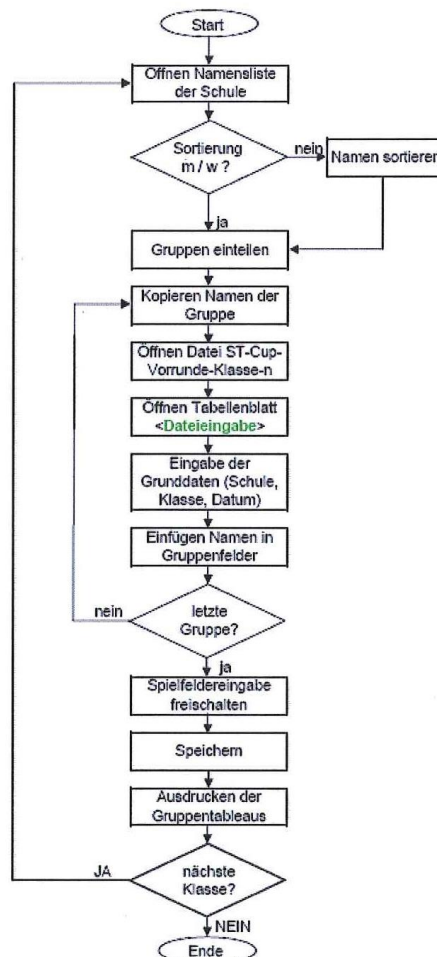 Start
Öffnen Namensliste
der Schule
Sortierung
m / w ?
nein
Namen sortieren
ja
Gruppen einteilen
Kopieren Namen der
Gruppe
Öffnen Datei ST-Cup-
Vorrunde-Klasse-n
Öffnen Tabellenblatt
<Dateieingabe>
Eingabe der
Grunddaten (Schule,
Klasse, Datum)
Einfügen Namen in
Gruppenfelder
nein
letzte
Gruppe?
ja
Spielfeldereingabe
freischalten
Speichern
Ausdrucken der
Gruppentableaus
JA
nächste
Klasse?
NEIN
Ende